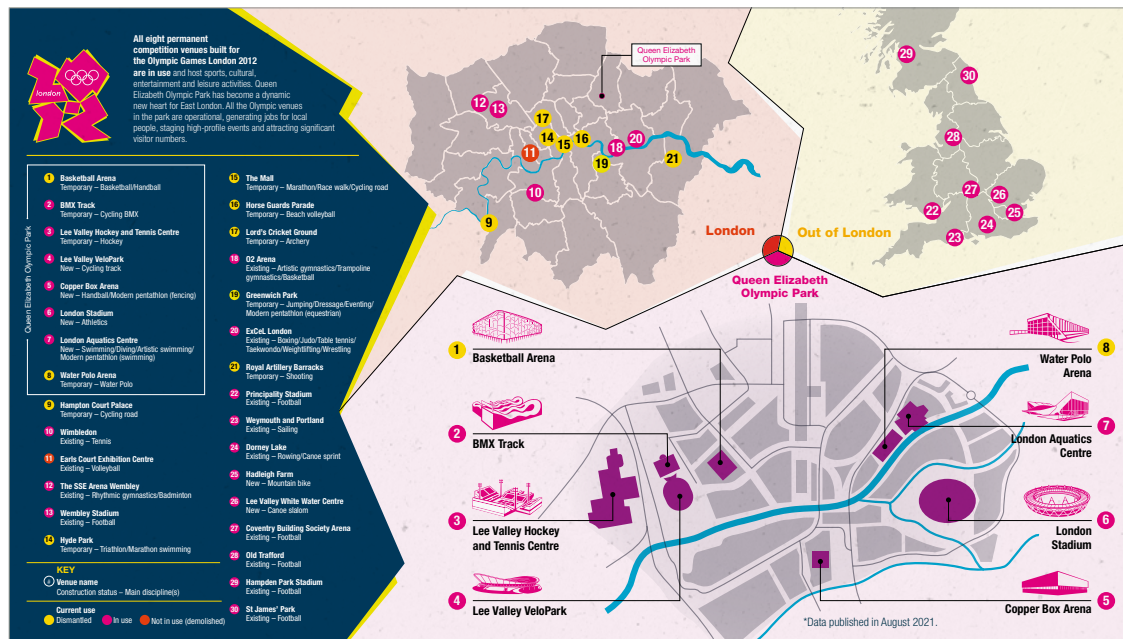 london
All eight permanent
competition venues built for
the Olympic Games London 2012
are in use and host sports, cultural,
entertainment and leisure activities. Queen
Elizabeth Olympic Park has become a dynamic
new heart for East London. All the Olympic venues
in the park are operational, generating jobs for local
people, staging high-profile events and attracting significant
visitor numbers.
Queen Elizabeth Olympic Park
1 Basketball Arena
Temporary – Basketball/Handball
2 BMX Track
Temporary – Cycling BMX
3 Lee Valley Hockey and Tennis Centre
Temporary – Hockey
4 Lee Valley VeloPark
New – Cycling track
5 Copper Box Arena
New – Handball/Modern pentathlon (fencing)
6 London Stadium
New – Athletics
7 London Aquatics Centre
New – Swimming/Diving/Artistic swimming/
Modern pentathlon (swimming)
8 Water Polo Arena
Temporary – Water Polo
9 Hampton Court Palace
Temporary – Cycling road
10 Wimbledon
Existing – Tennis
11 Earls Court Exhibition Centre
Existing – Volleyball
12 The SSE Arena Wembley
Existing – Rhythmic gymnastics/Badminton
13 Wembley Stadium
Existing – Football
14 Hyde Park
Temporary – Triathlon/Marathon swimming
15 The Mall
Temporary – Marathon/Race walk/Cycling road
16 Horse Guards Parade
Temporary – Beach volleyball
17 Lord's Cricket Ground
Temporary – Archery
18 O2 Arena
Existing – Artistic gymnastics/Trampoline
gymnastics/Basketball
19 Greenwich Park
Temporary – Jumping/Dressage/Eventing/
Modern pentathlon (equestrian)
20 ExCeL London
Existing – Boxing/Judo/Table tennis/
Taekwondo/Weightlifting/Wrestling
21 Royal Artillery Barracks
Temporary – Shooting
22 Principality Stadium
Existing – Football
23 Weymouth and Portland
Existing – Sailing
24 Dorney Lake
Existing – Rowing/Canoe sprint
25 Hadleigh Farm
New – Mountain bike
26 Lee Valley White Water Centre
New – Canoe slalom
27 Coventry Building Society Arena
Existing – Football
28 Old Trafford
Existing – Football
29 Hampden Park Stadium
Existing – Football
30 St James' Park
Existing – Football
KEY
Venue name
Construction status – Main discipline(s)
Current use
Dismantled In use Not in use (demolished)
Queen Elizabeth
Olympic Park
12
13
17
14
15
16
11
18
20
19
21
10
9
29
30
28
27
26
22
25
24
23
London
Out of London
Queen Elizabeth
Olympic Park
1
Basketball Arena
2
BMX Track
3
Lee Valley Hockey
and Tennis Centre
4
Lee Valley VeloPark
8
Water Polo
Arena
7
London Aquatics
Centre
6
London
Stadium
5
Copper Box Arena
*Data published in August 2021.